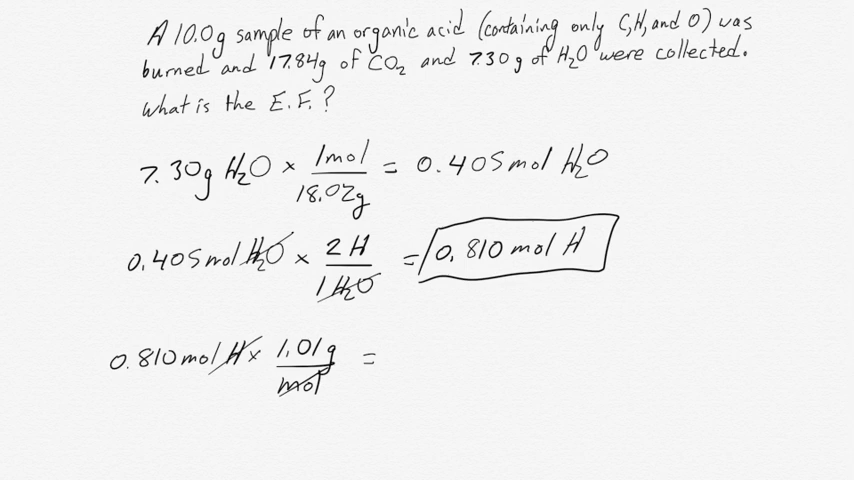 A 10.0g sample of an organic acid (containing only C,H, and O) was
burned and 17.84g of CO₂ and 7.30g of H₂O were collected.
What is the E.F.?
7.30g H₂O × 1mol/18.02g = 0.405 mol H₂O
0.405 mol H₂O × 2 H/1 H₂O = 0.810 mol H
0.810 mol H × 1.01g/mol =